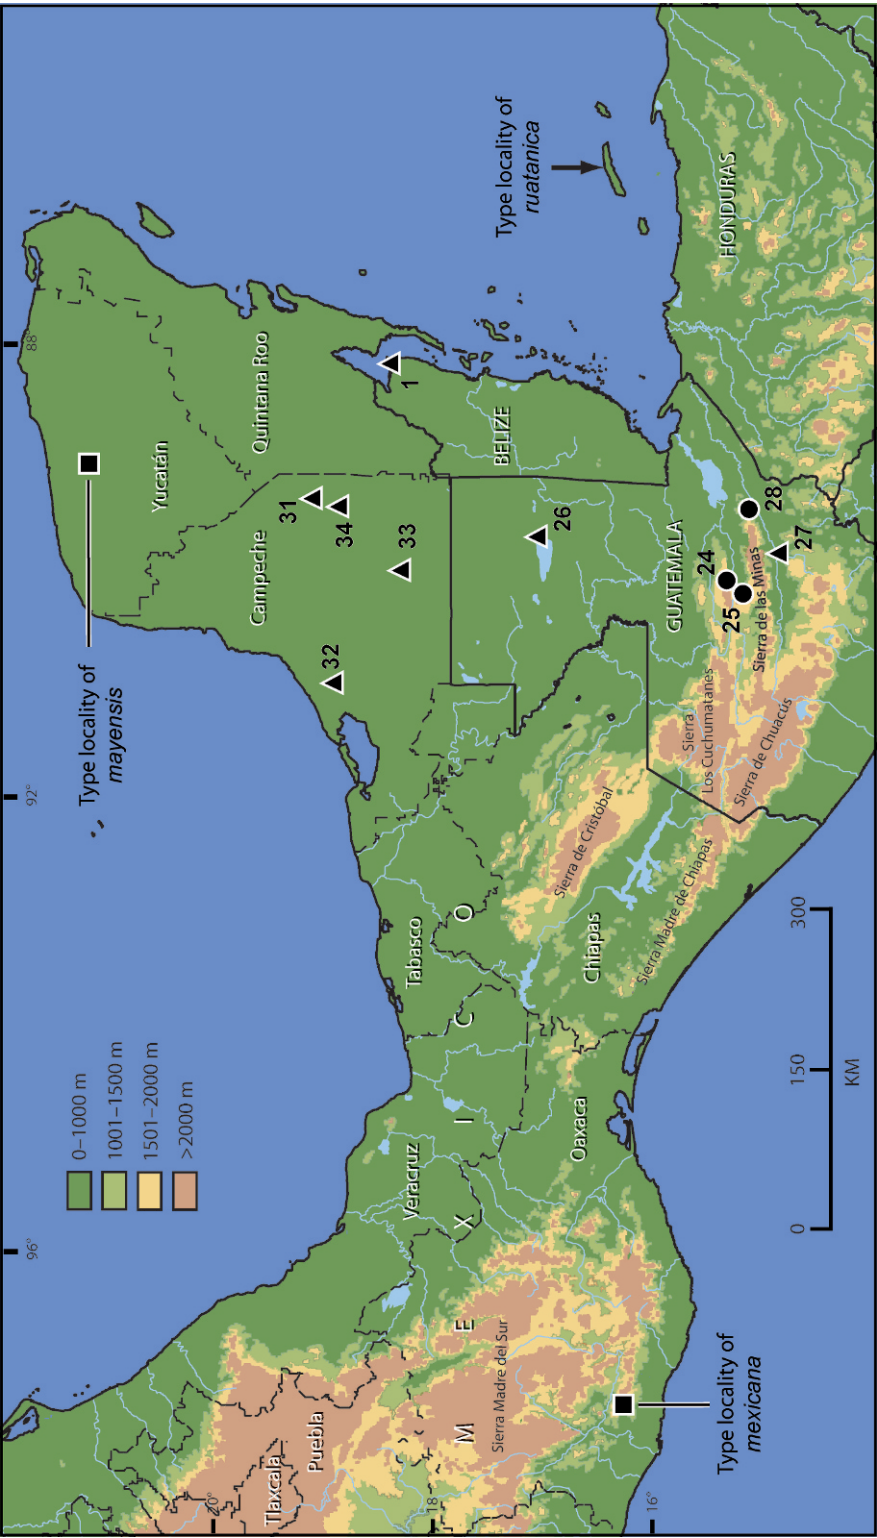 96°
92°
88°
0–1000 m
1001–1500 m
1501–2000 m
>2000 m
Type locality of
mayensis
Type locality of
ruatanica
Type locality of
mexicana
Yucatán
Quintana Roo
Campeche
31
34
33
32
1
BELIZE
26
GUATEMALA
24
25
28
27
HONDURAS
Sierra de las Minas
Sierra
Los Cuchumatanes
Sierra de Chuacús
Sierra de Cristóbal
Sierra Madre de Chiapas
Chiapas
Tabasco
Veracruz
Oaxaca
M E X I C O
Sierra Madre del Sur
Puebla
Tlaxcala
20°
18
16°
0 150 300
KM